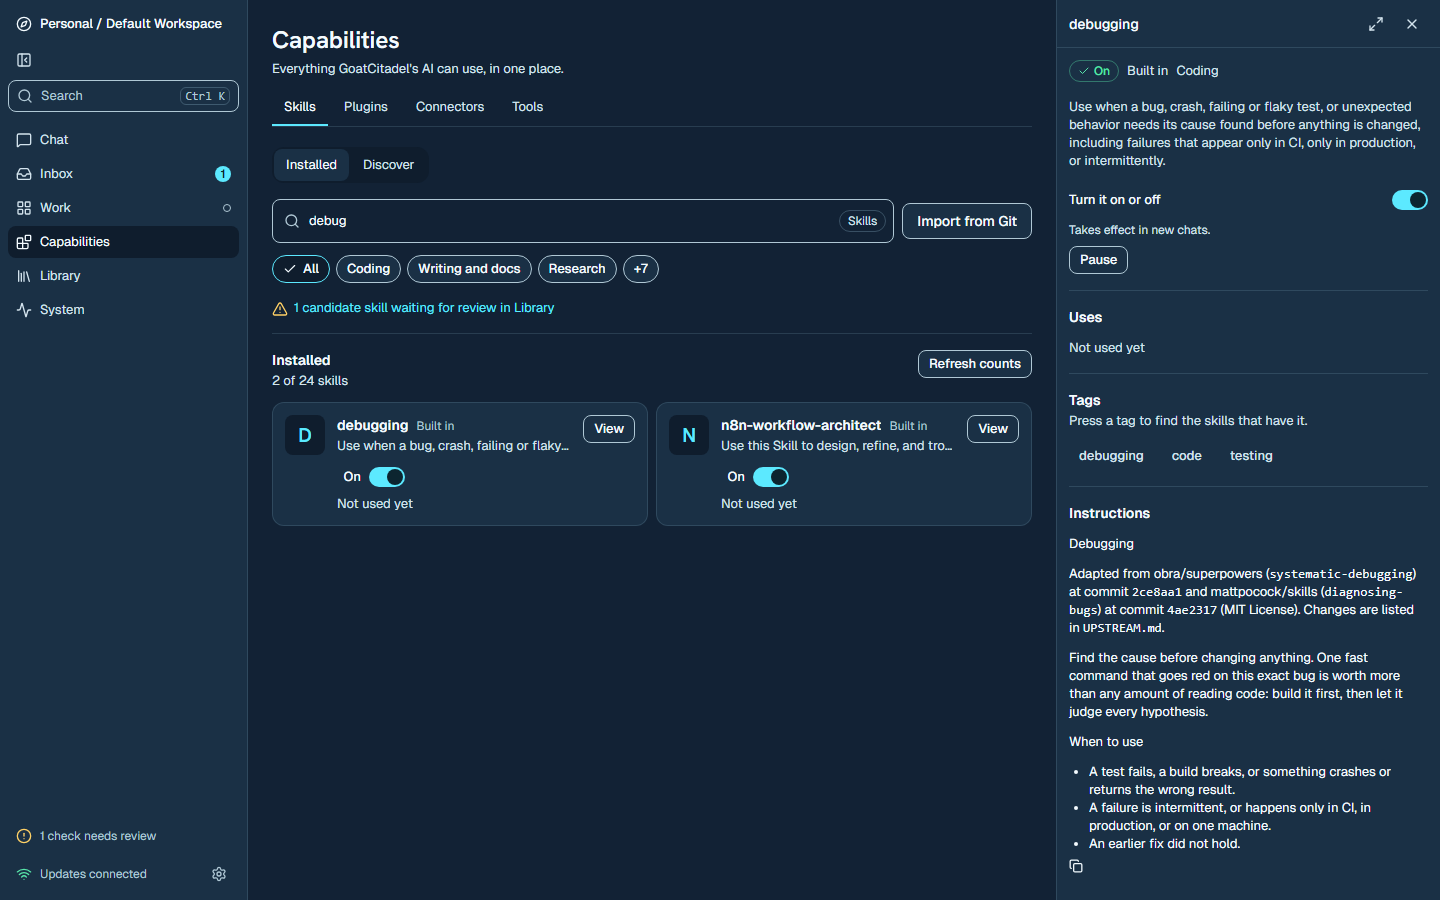 Personal / Default Workspace
Search
Ctrl K
Chat
Inbox
1
Work
Capabilities
Library
System
1 check needs review
Updates connected
Capabilities
Everything GoatCitadel's AI can use, in one place.
Skills
Plugins
Connectors
Tools
Installed
Discover
debug
Skills
Import from Git
All
Coding
Writing and docs
Research
+7
1 candidate skill waiting for review in Library
Installed
2 of 24 skills
Refresh counts
D
debugging Built in
Use when a bug, crash, failing or flaky...
View
On
Not used yet
N
n8n-workflow-architect Built in
Use this Skill to design, refine, and tro...
View
On
Not used yet
debugging
On
Built in
Coding
Use when a bug, crash, failing or flaky test, or unexpected
behavior needs its cause found before anything is changed,
including failures that appear only in CI, only in production,
or intermittently.
Turn it on or off
Takes effect in new chats.
Pause
Uses
Not used yet
Tags
Press a tag to find the skills that have it.
debugging
code
testing
Instructions
Debugging
Adapted from obra/superpowers (systematic-debugging)
at commit 2ce8aa1 and mattpocock/skills (diagnosing-
bugs) at commit 4ae2317 (MIT License). Changes are listed
in UPSTREAM.md.
Find the cause before changing anything. One fast
command that goes red on this exact bug is worth more
than any amount of reading code: build it first, then let it
judge every hypothesis.
When to use
• A test fails, a build breaks, or something crashes or
returns the wrong result.
• A failure is intermittent, or happens only in CI, in
production, or on one machine.
• An earlier fix did not hold.